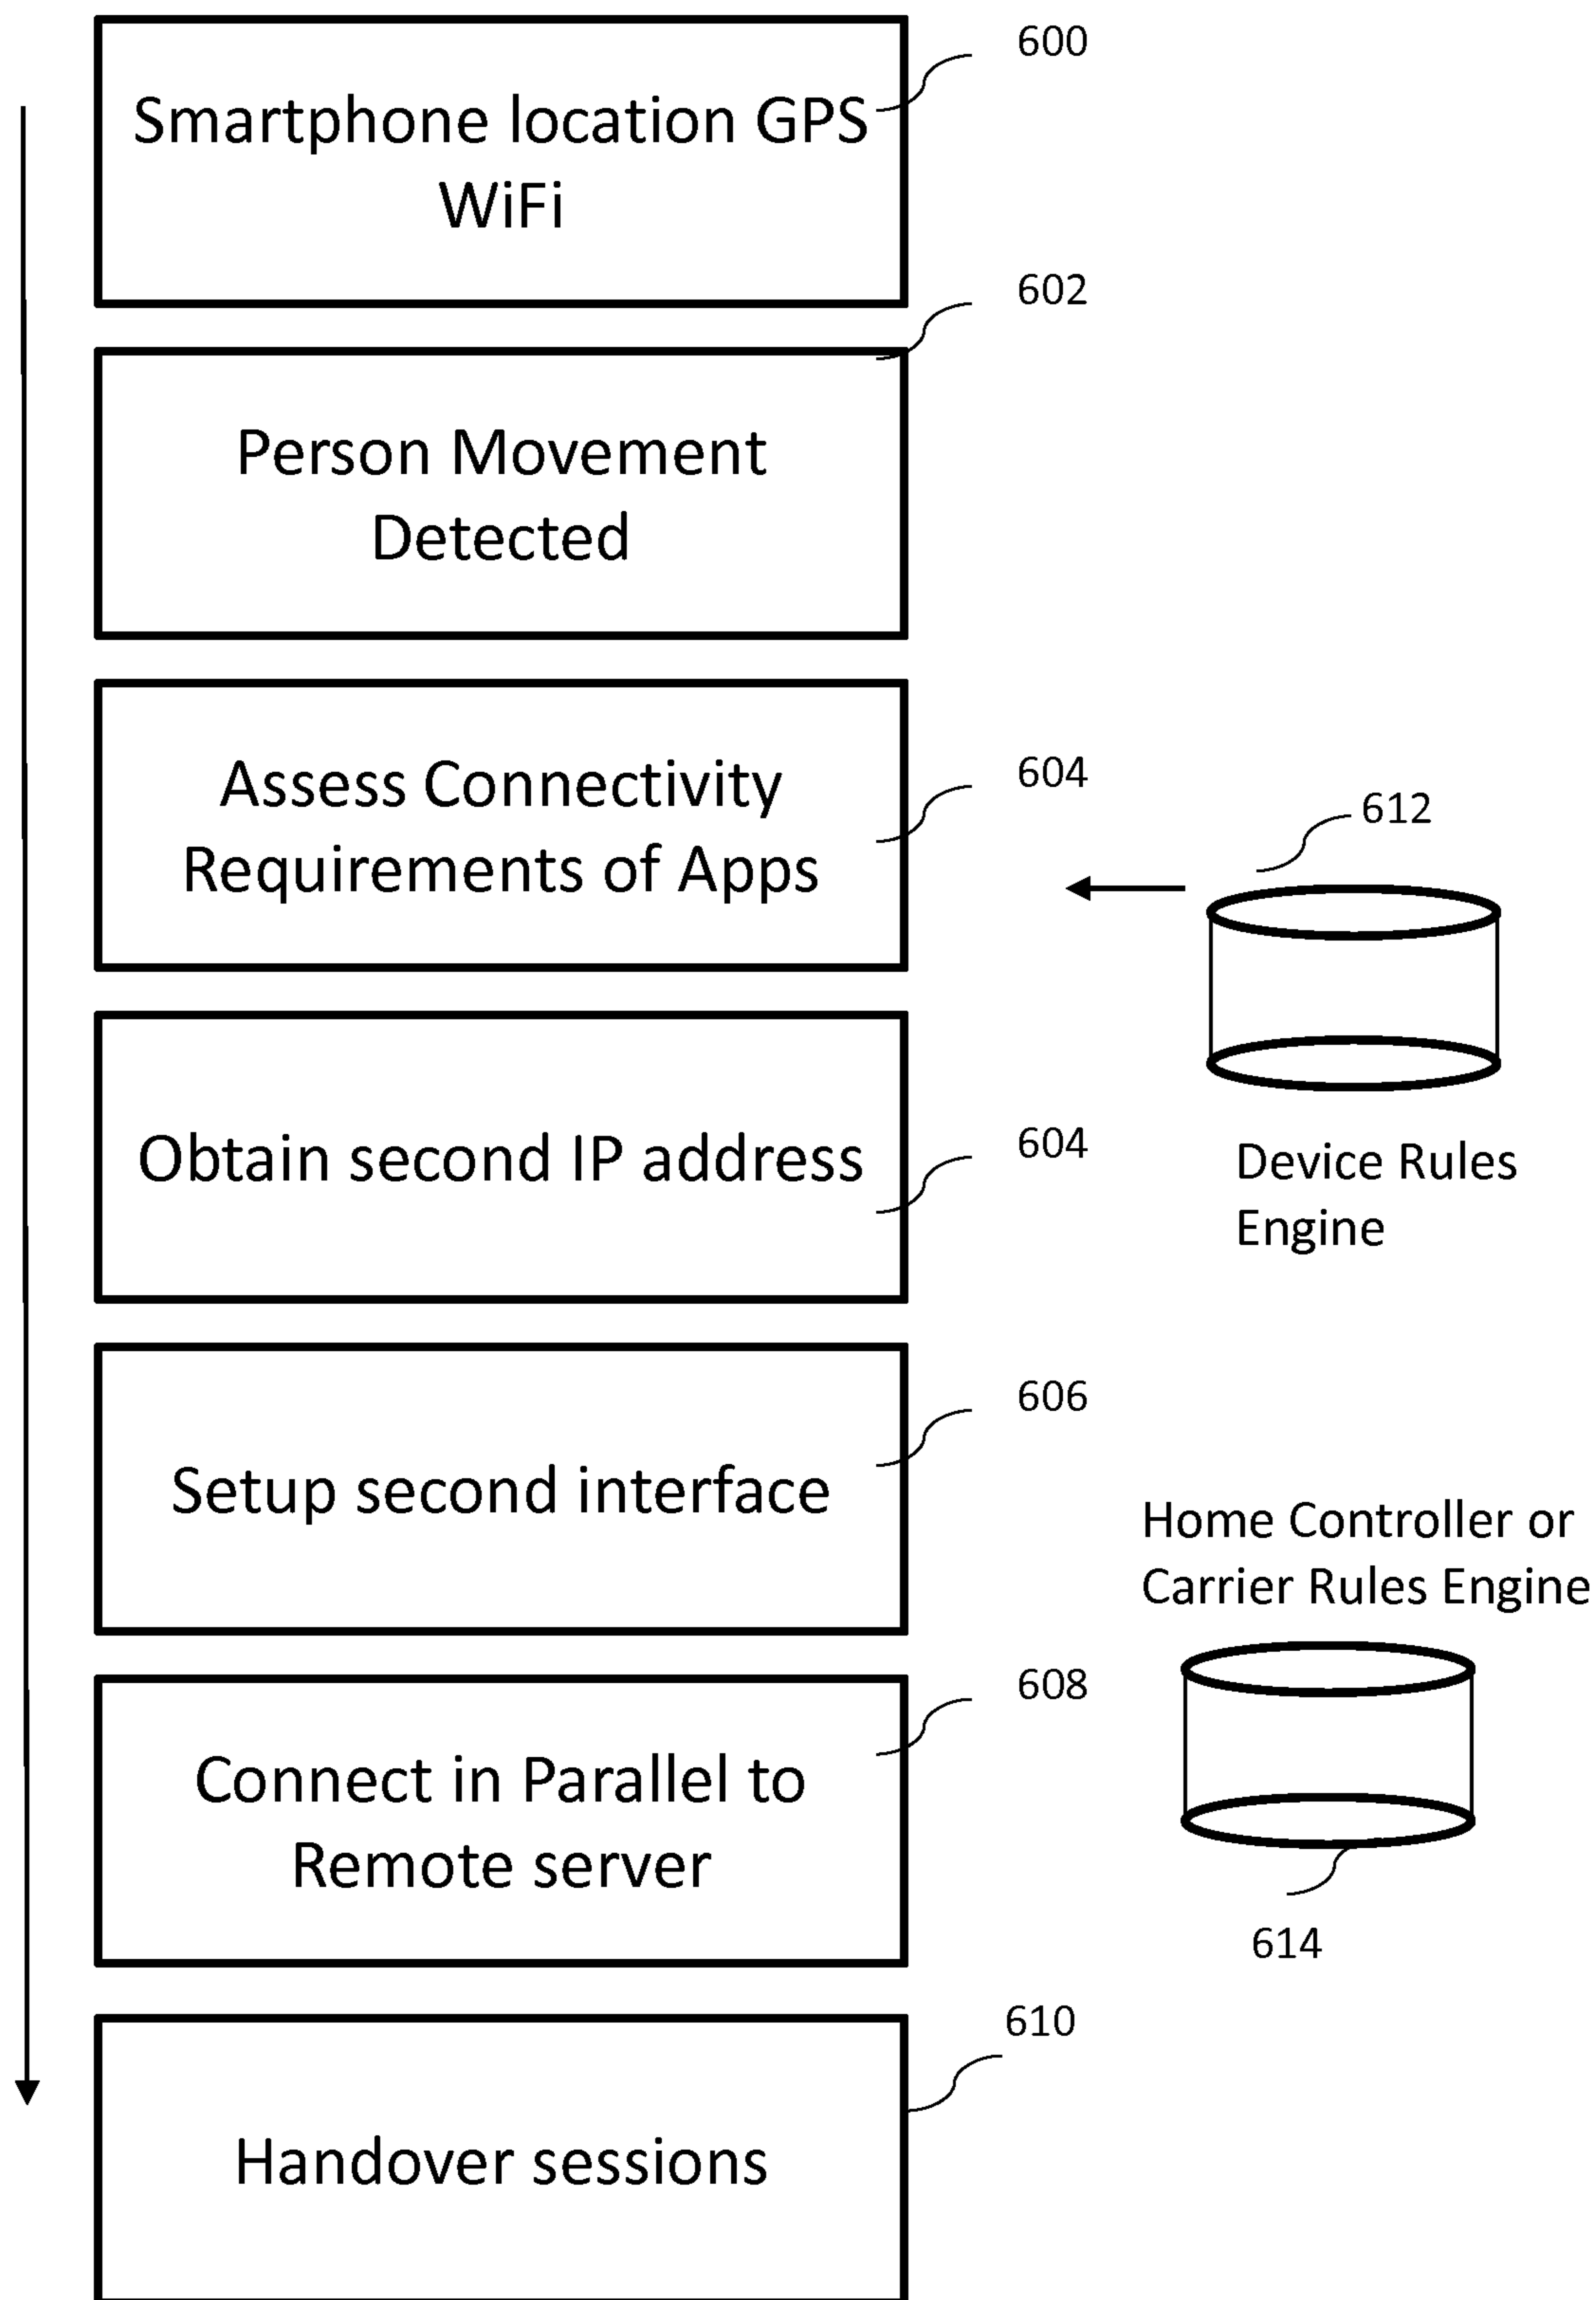 600
Smartphone location GPS
WiFi
602
Person Movement
Detected
604
Assess Connectivity
Requirements of Apps
612
604
Obtain second IP address
Device Rules
Engine
606
Setup second interface
Home Controller or
Carrier Rules Engine
608
Connect in Parallel to
Remote server
614
610
Handover sessions